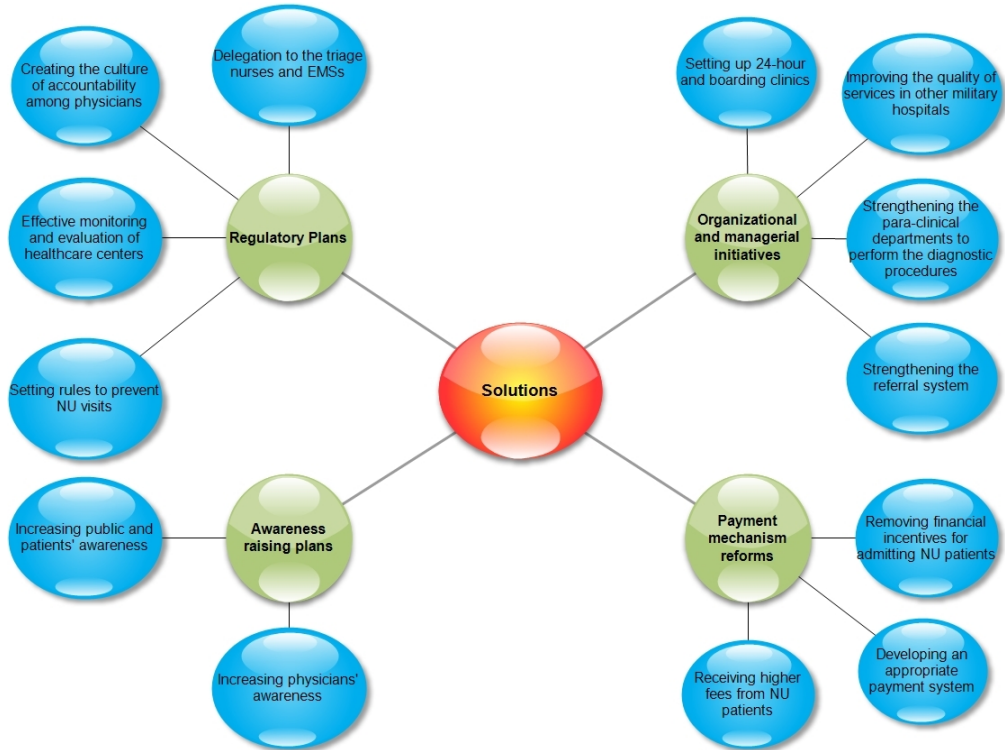 Creating the culture
of accountability
among physicians
Delegation to the triage
nurses and EMSs
Setting up 24-hour
and boarding clinics
Improving the quality of
services in other military
hospitals
Effective monitoring
and evaluation of
healthcare centers
Regulatory Plans
Organizational
and managerial
initiatives
Strengthening the
para-clinical
departments to
perform the diagnostic
procedures
Setting rules to prevent
NU visits
Solutions
Strengthening the
referral system
Increasing public and
patients' awareness
Awareness
raising plans
Payment
mechanism
reforms
Removing financial
incentives for
admitting NU patients
Increasing physicians'
awareness
Receiving higher
fees from NU
patients
Developing an
appropriate
payment system